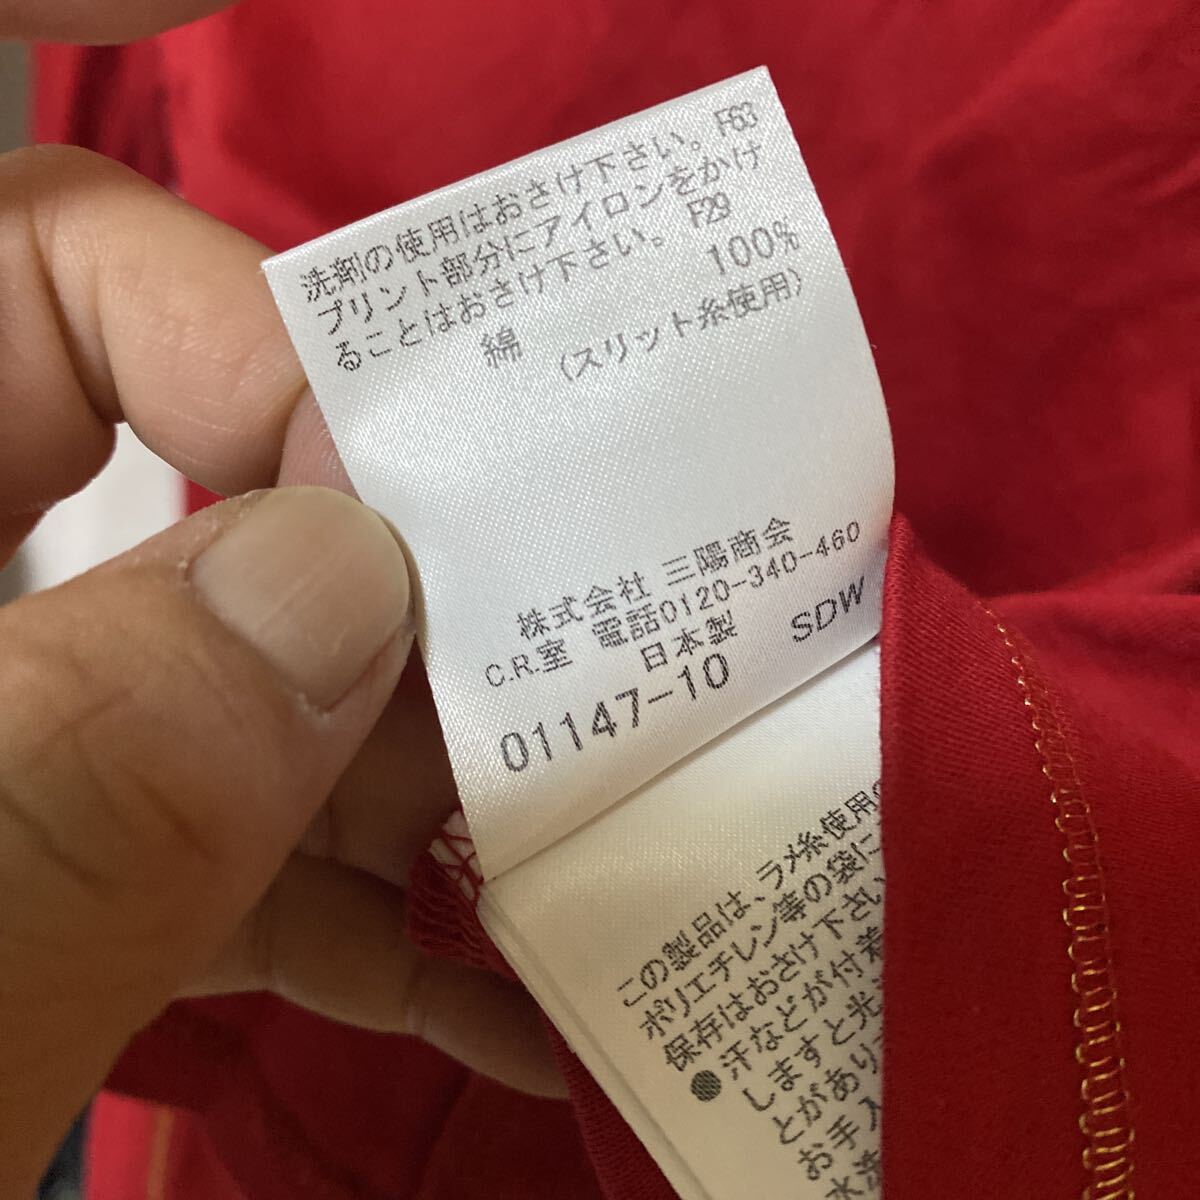 洗剤の使用はおさけ下さい。F63
プリント部分にアイロンをかけ
ることはおさけ下さい。F29
綿 100%
(スリット糸使用)
株式会社 三陽商会
C.R.室 電話0120-340-460
日本製 SDW
01147-10
この製品は、ラメ糸使用の
ポリエチレン等の袋に
保存はおさけ下さい
●汗などが付着
しますと光
とがあり
お手入
水洗